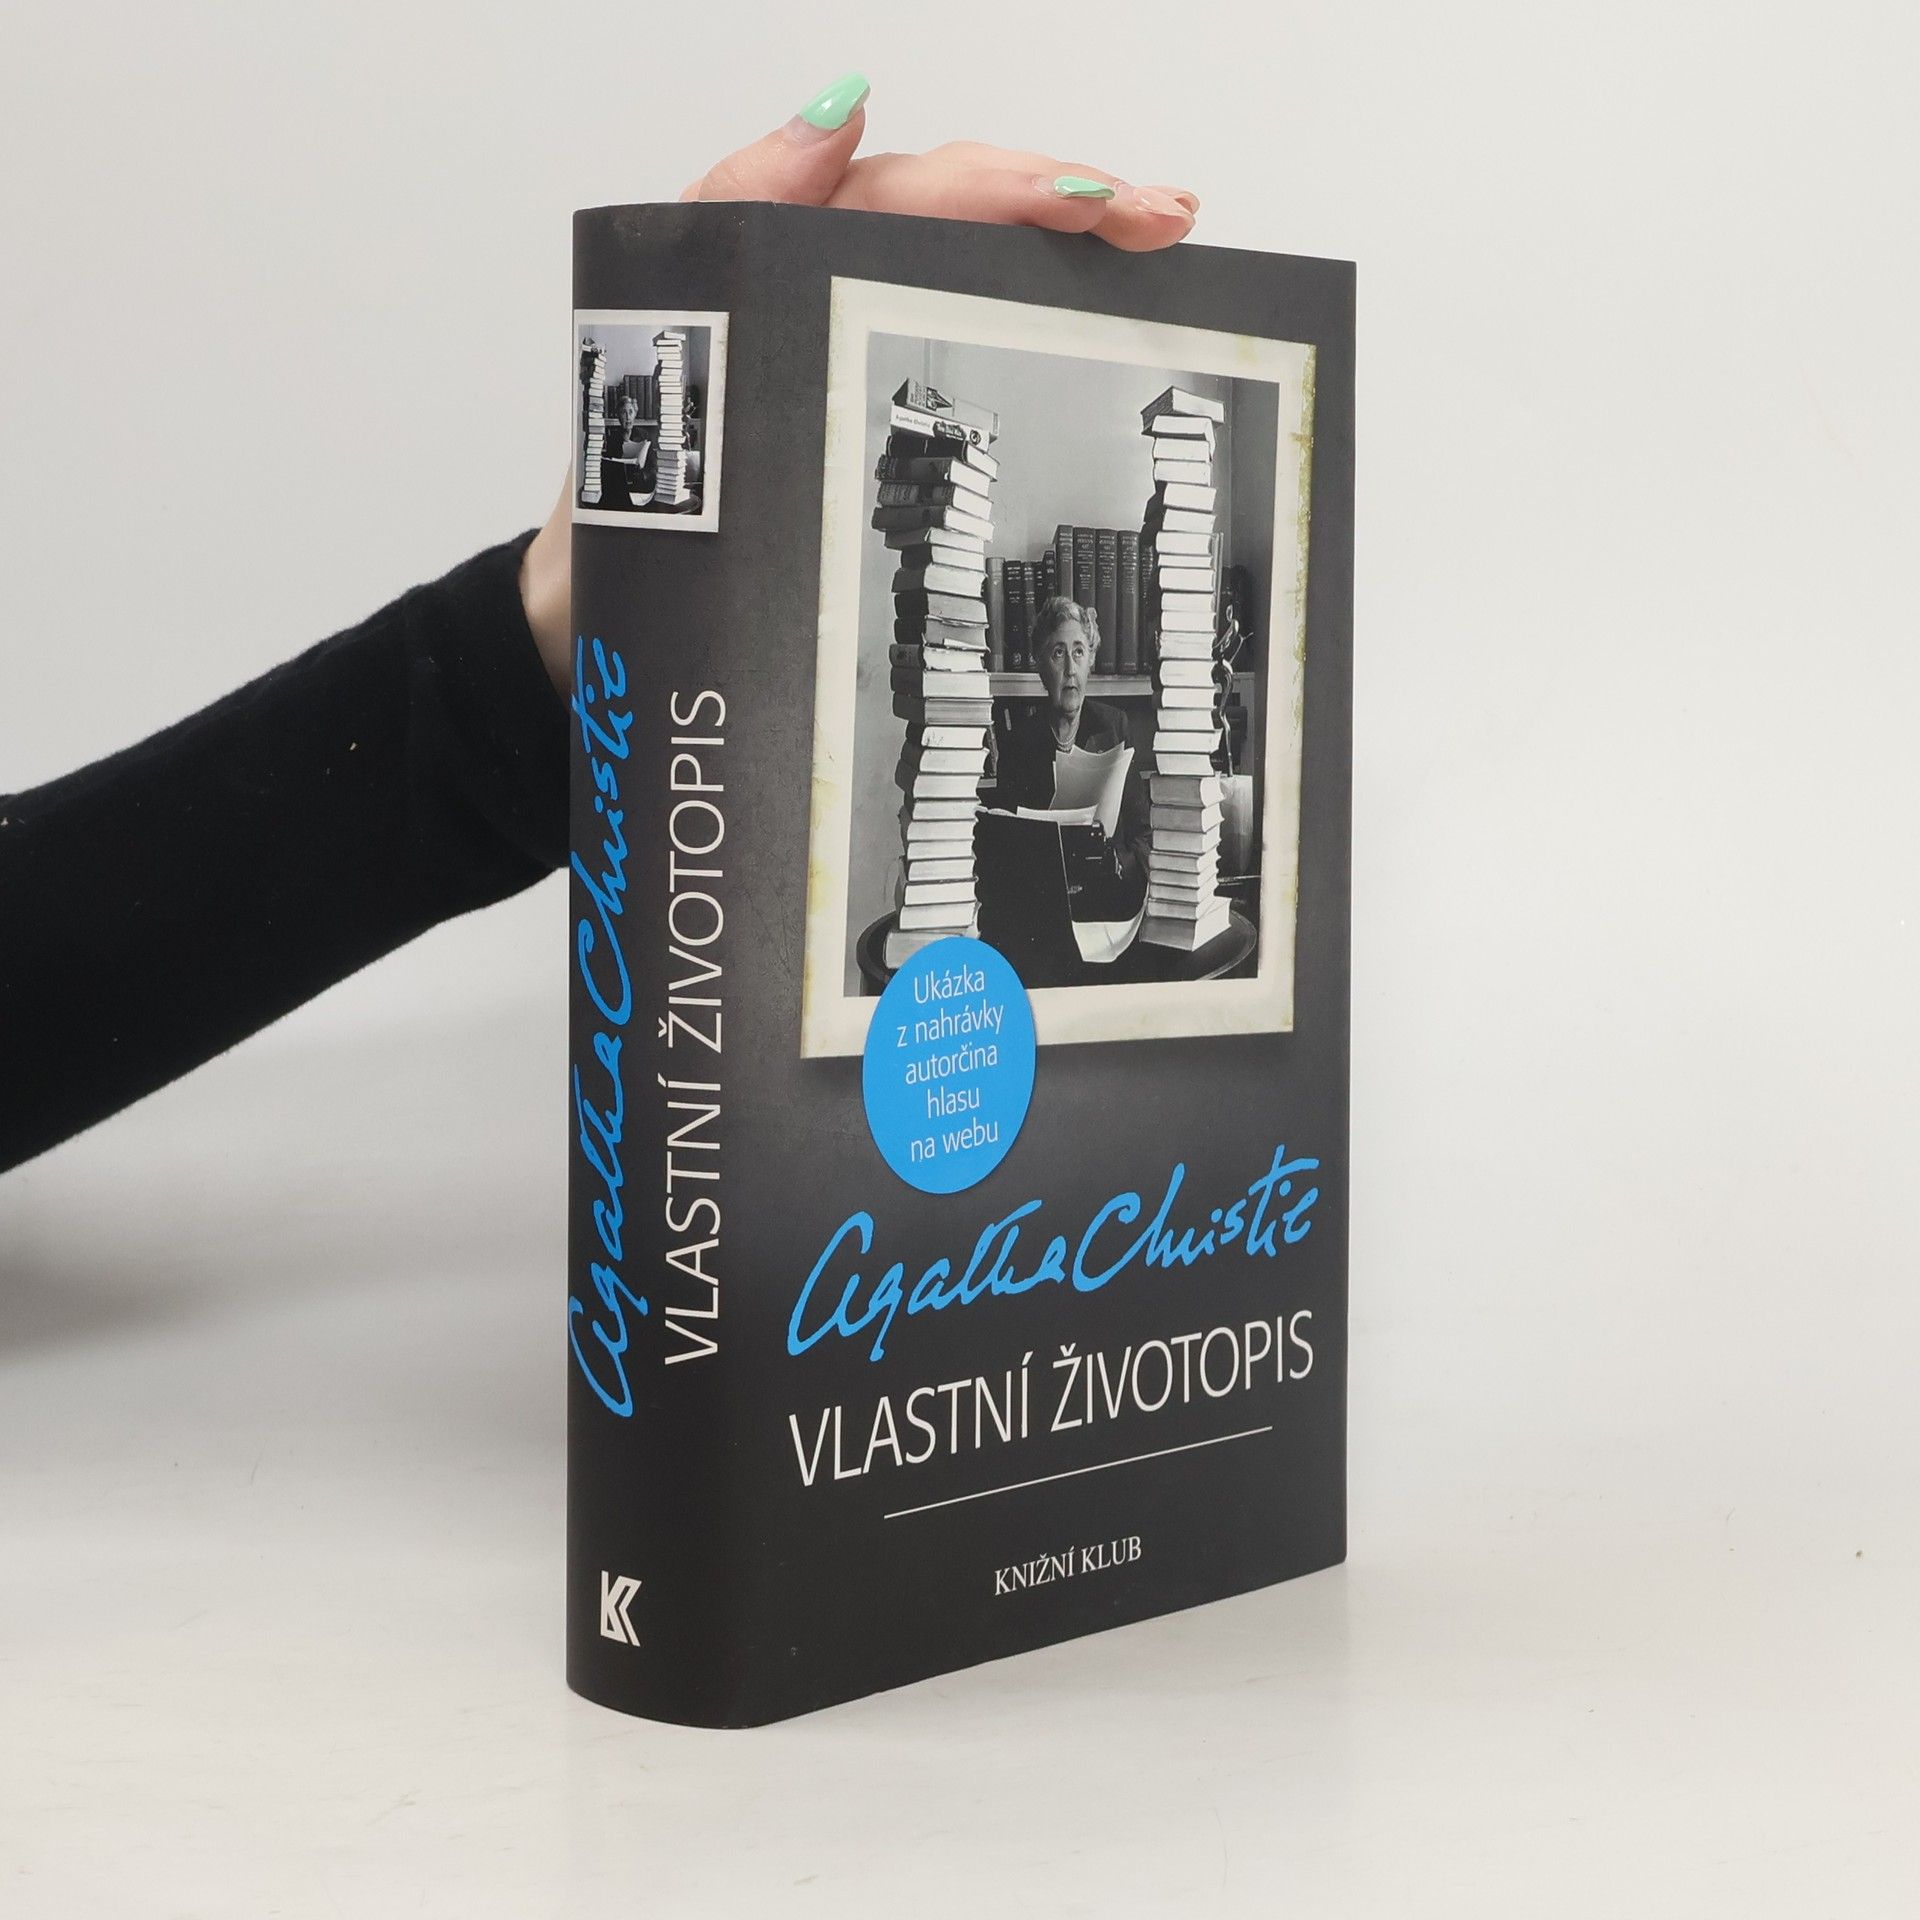 Agatha Christie
VLASTNÍ ŽIVOTOPIS
Ukázka
z nahrávky
autorčina
hlasu
na webu
Agatha Christie
VLASTNÍ ŽIVOTOPIS
KNIŽNÍ KLUB